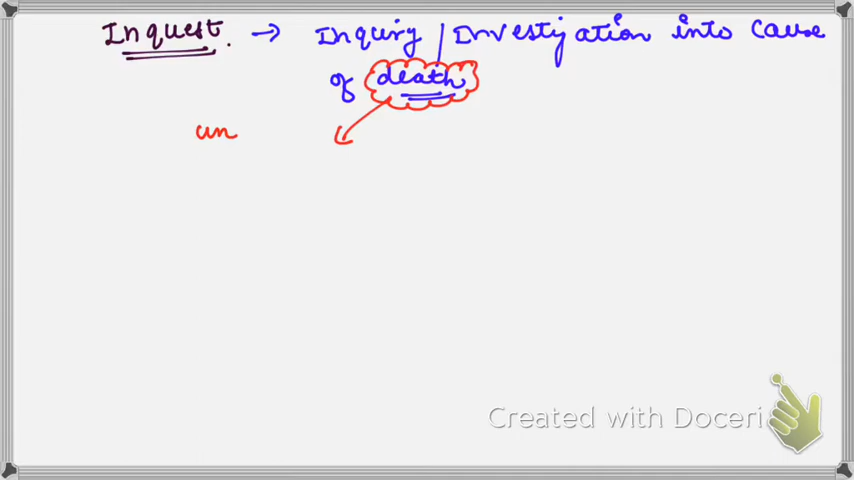 Inquest. → Inquiry / Investigation into cause
of death
un
Created with Doceri